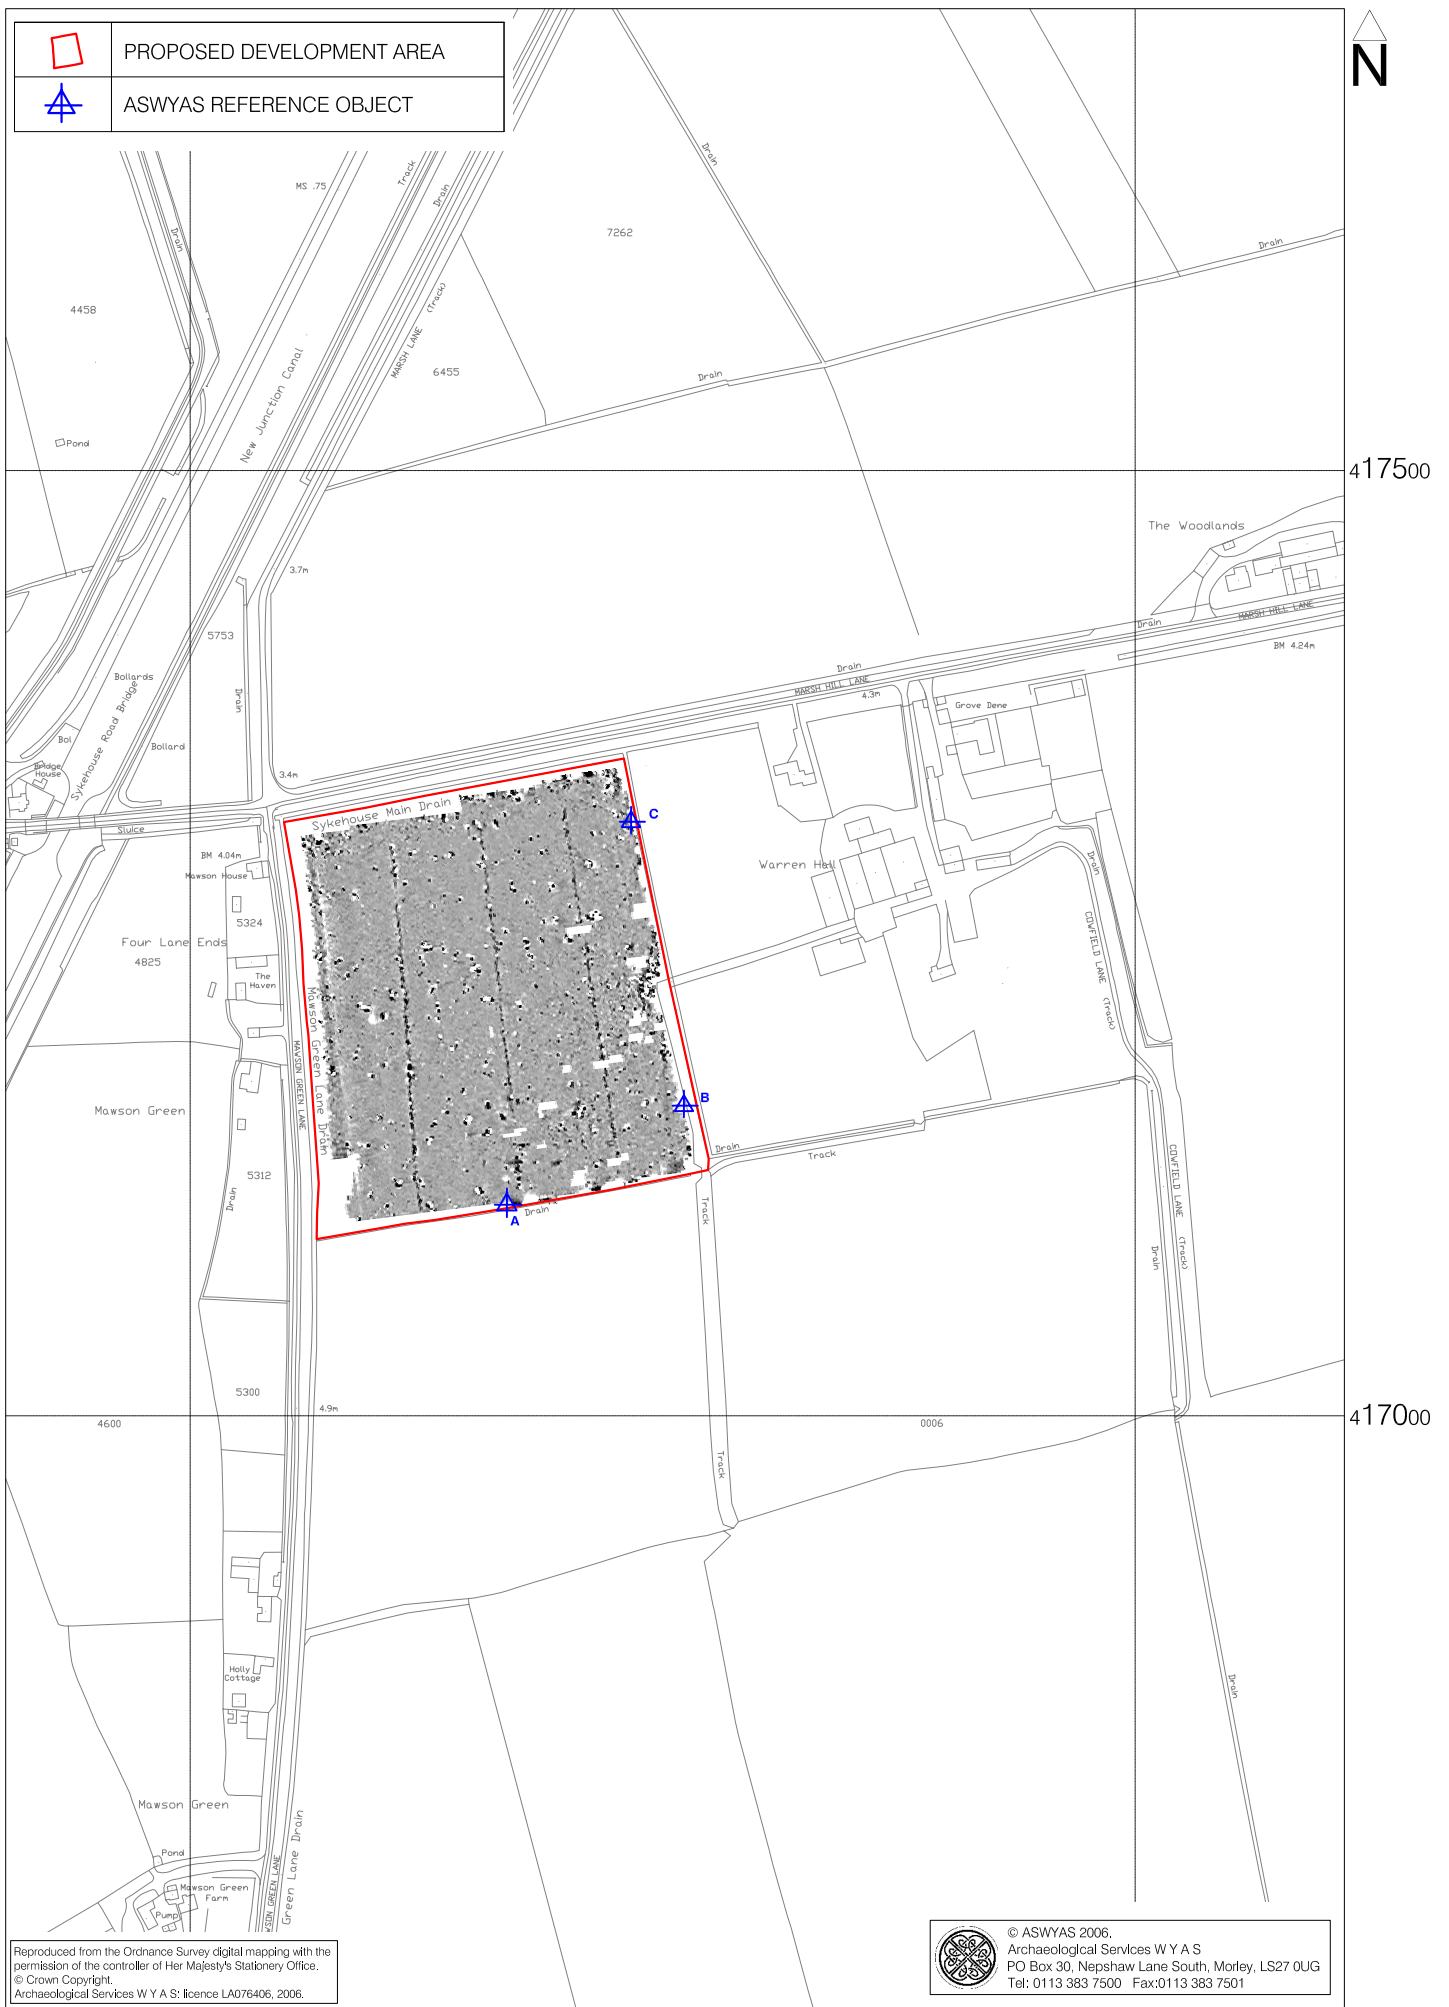 PROPOSED DEVELOPMENT AREA
ASWYAS REFERENCE OBJECT
N
MS .75
Track
Drain
Drain
Drain
7262
Drain
4458
MARSH LANE (Track)
New Junction Canal
6455
Drain
Pond
417500
The Woodlands
3.7m
MARSH HILL LANE
Drain
5753
BM 4.24m
Drain
Bollards
MARSH HILL LANE
4.3m
Drain
Grove Dene
Sykehouse Road Bridge
Bol
Bollard
Bridge
House
3.4m
Sykehouse Main Drain
C
Sluice
BM 4.04m
Mawson House
Warren Hall
Drain
5324
Four Lane Ends
4825
COWFIELD LANE (Track)
The
Haven
Mawson Green Lane Drain
MAWSON GREEN LANE
Mawson Green
B
Drain
Track
5312
Drain
COWFIELD LANE (Track)
A
Drain
Track
Drain
5300
4.9m
4600
0006
417000
Track
Holly
Cottage
Drain
Mawson Green
Green Lane Drain
Pond
Mawson Green
Farm
Pump
WSON GREEN LANE
Reproduced from the Ordnance Survey digital mapping with the
permission of the controller of Her Majesty's Stationery Office.
© Crown Copyright.
Archaeological Services W Y A S: licence LA076406, 2006.
© ASWYAS 2006.
Archaeological Services W Y A S
PO Box 30, Nepshaw Lane South, Morley, LS27 0UG
Tel: 0113 383 7500 Fax:0113 383 7501